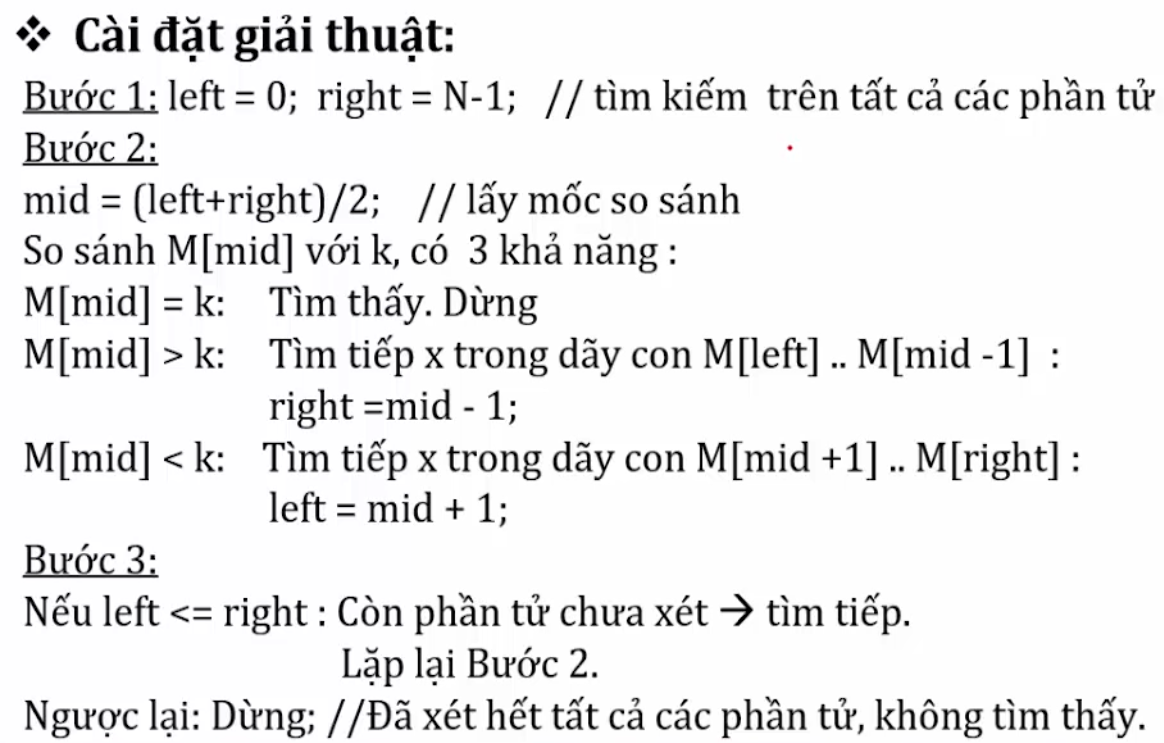 ❖ Cài đặt giải thuật:
Bước 1: left = 0; right = N-1; // tìm kiếm trên tất cả các phần tử
Bước 2:
mid = (left+right)/2; // lấy mốc so sánh
So sánh M[mid] với k, có 3 khả năng :
M[mid] = k: Tìm thấy. Dừng
M[mid] > k: Tìm tiếp x trong dãy con M[left] .. M[mid -1] :
right =mid - 1;
M[mid] < k: Tìm tiếp x trong dãy con M[mid +1] .. M[right] :
left = mid + 1;
Bước 3:
Nếu left <= right : Còn phần tử chưa xét → tìm tiếp.
Lặp lại Bước 2.
Ngược lại: Dừng; //Đã xét hết tất cả các phần tử, không tìm thấy.